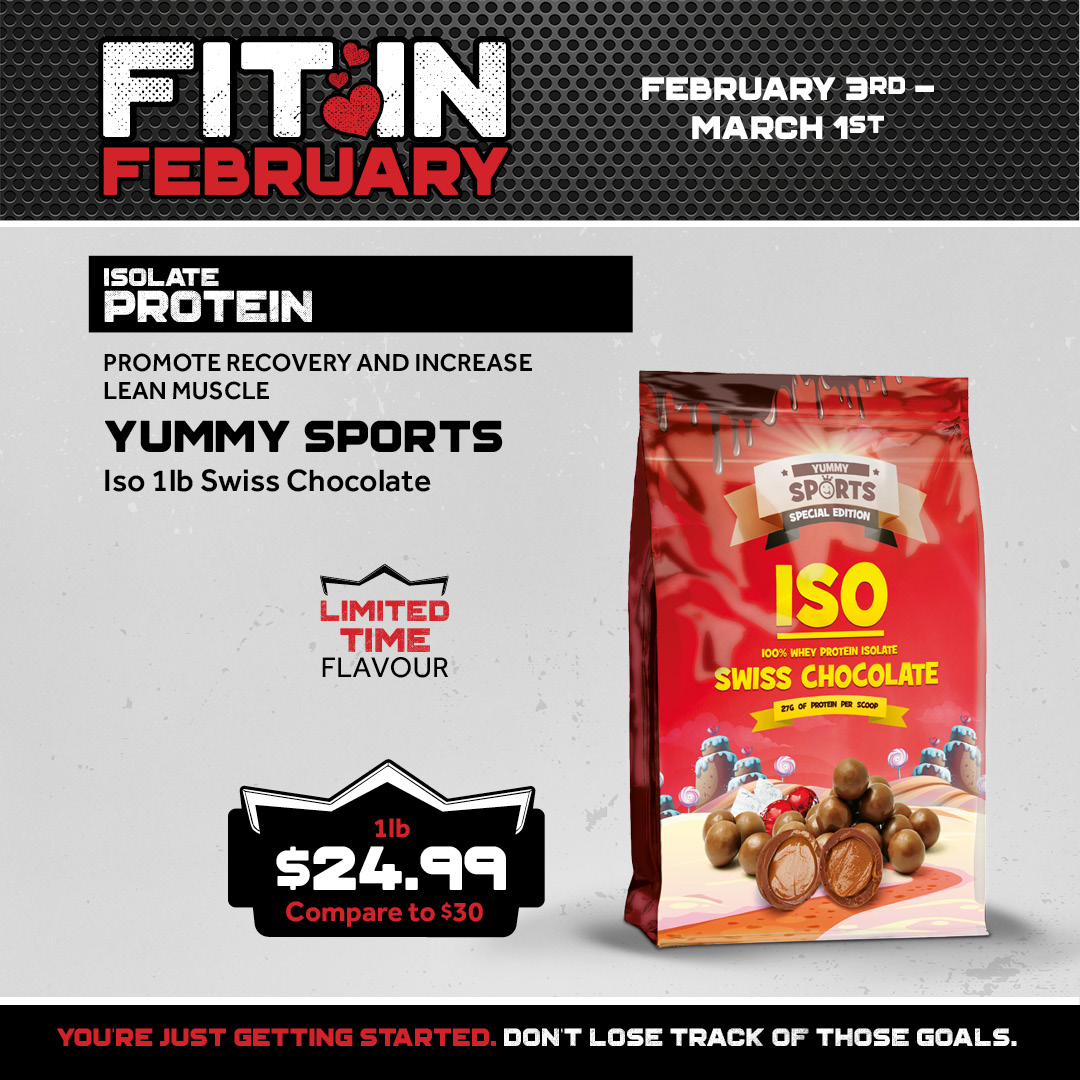 FIT IN
FEBRUARY
FEBRUARY 3RD –
MARCH 1ST
ISOLATE
PROTEIN
PROMOTE RECOVERY AND INCREASE
LEAN MUSCLE
YUMMY SPORTS
Iso 1lb Swiss Chocolate
LIMITED
TIME
FLAVOUR
1lb
$24.99
Compare to $30
YUMMY
SPORTS
SPECIAL EDITION
ISO
100% WHEY PROTEIN ISOLATE
SWISS CHOCOLATE
27G OF PROTEIN PER SCOOP
YOU'RE JUST GETTING STARTED. DON'T LOSE TRACK OF THOSE GOALS.